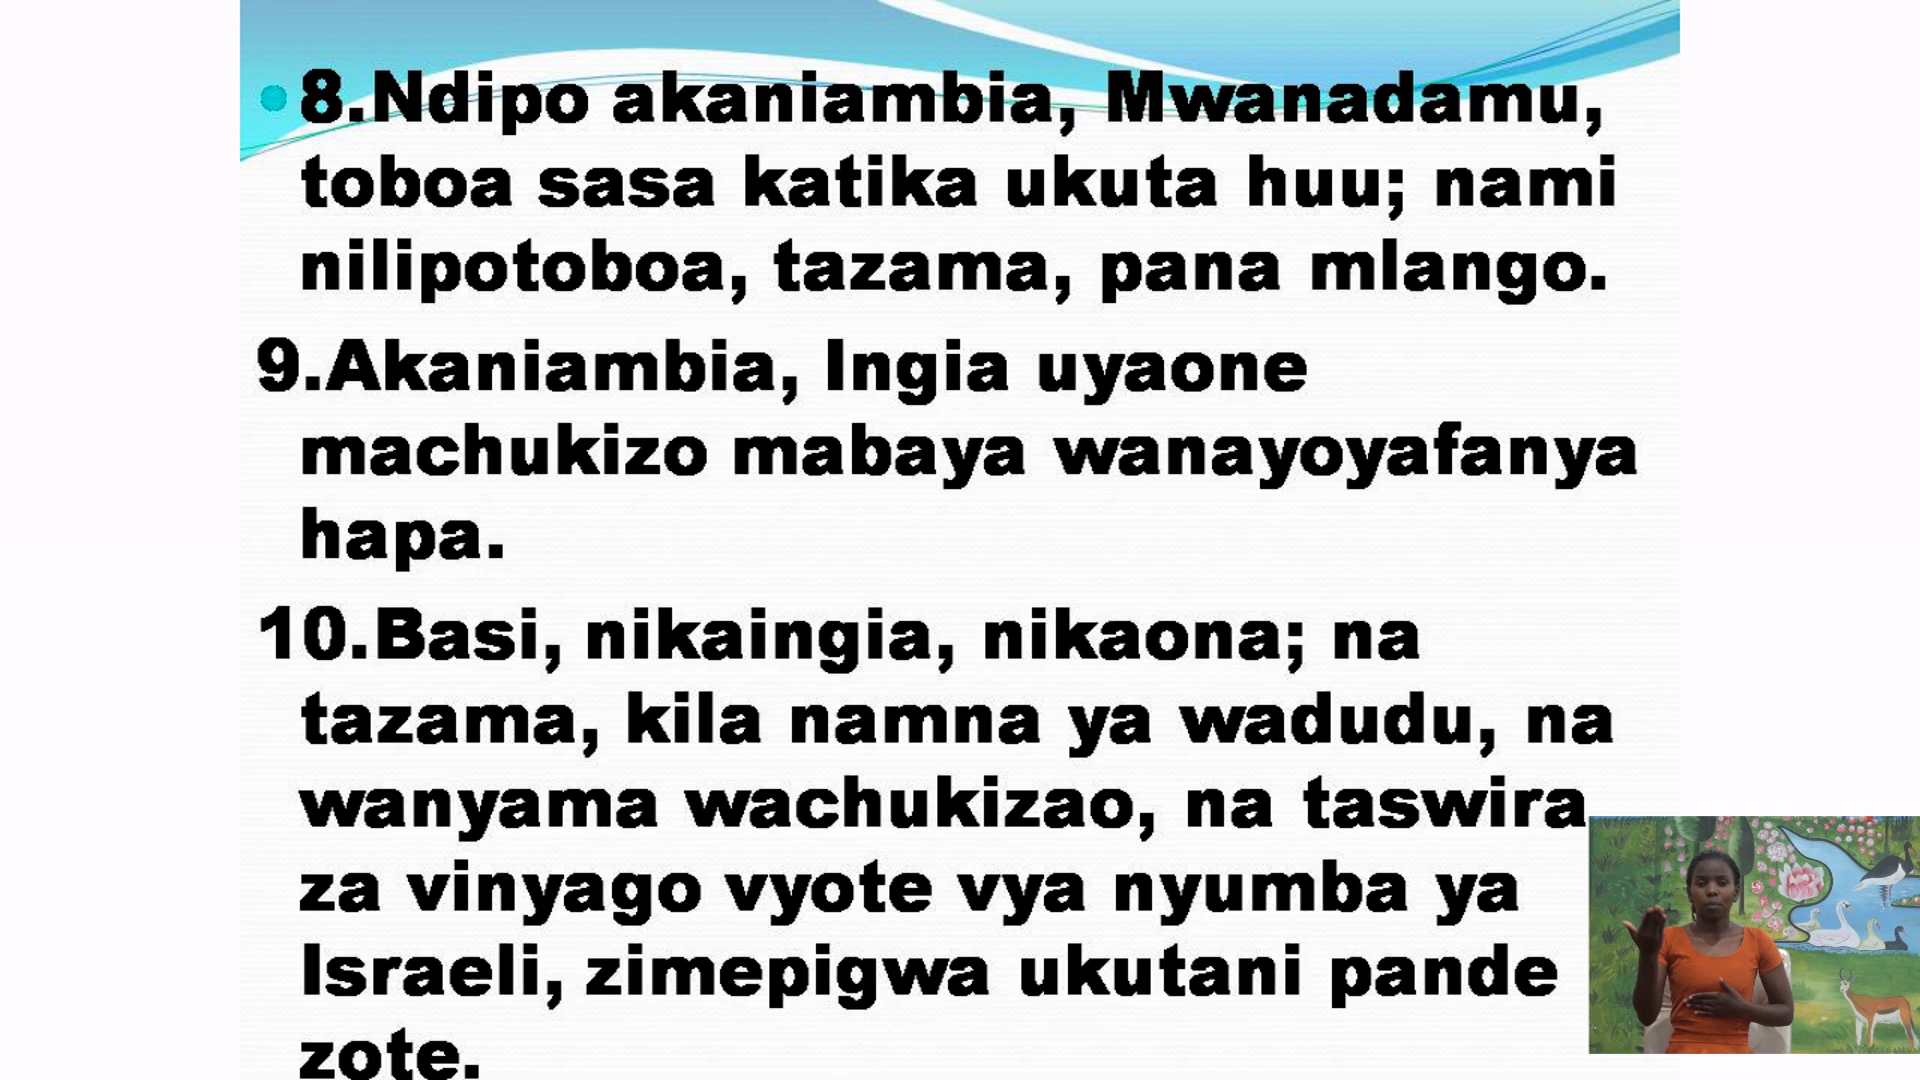 8.Ndipo akaniambia, Mwanadamu,
toboa sasa katika ukuta huu; nami
nilipotoboa, tazama, pana mlango.
9.Akaniambia, Ingia uyaone
machukizo mabaya wanayoyafanya
hapa.
10.Basi, nikaingia, nikaona; na
tazama, kila namna ya wadudu, na
wanyama wachukizao, na taswira
za vinyago vyote vya nyumba ya
Israeli, zimepigwa ukutani pande
zote.